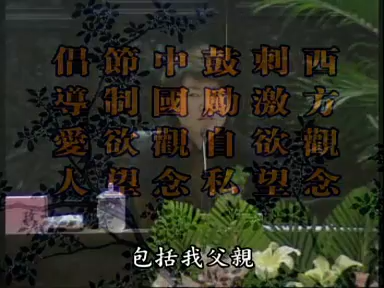 西方觀念
刺激欲望
鼓勵自私
中國觀念
節制欲望
倡導愛人
包括我父親